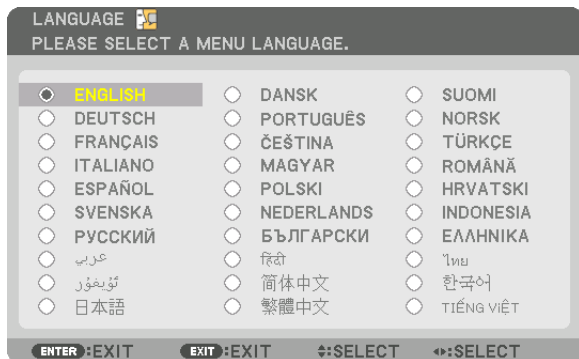 LANGUAGE
PLEASE SELECT A MENU LANGUAGE.
ENGLISH DANSK SUOMI
DEUTSCH PORTUGUÊS NORSK
FRANÇAIS ČEŠTINA TÜRKÇE
ITALIANO MAGYAR ROMÂNĂ
ESPAÑOL POLSKI HRVATSKI
SVENSKA NEDERLANDS INDONESIA
РУССКИЙ БЪЛГАРСКИ ΕΛΛΗΝΙΚΑ
عربي हिंदी ไทย
ئۇيغۇر 简体中文 한국어
日本語 繁體中文 TIẾNG VIỆT
ENTER :EXIT EXIT :EXIT :SELECT :SELECT